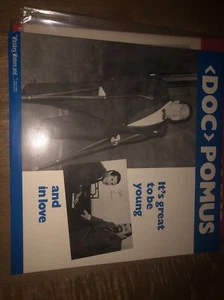 <DOC> POMUS
It's great
to be
young
and
in love